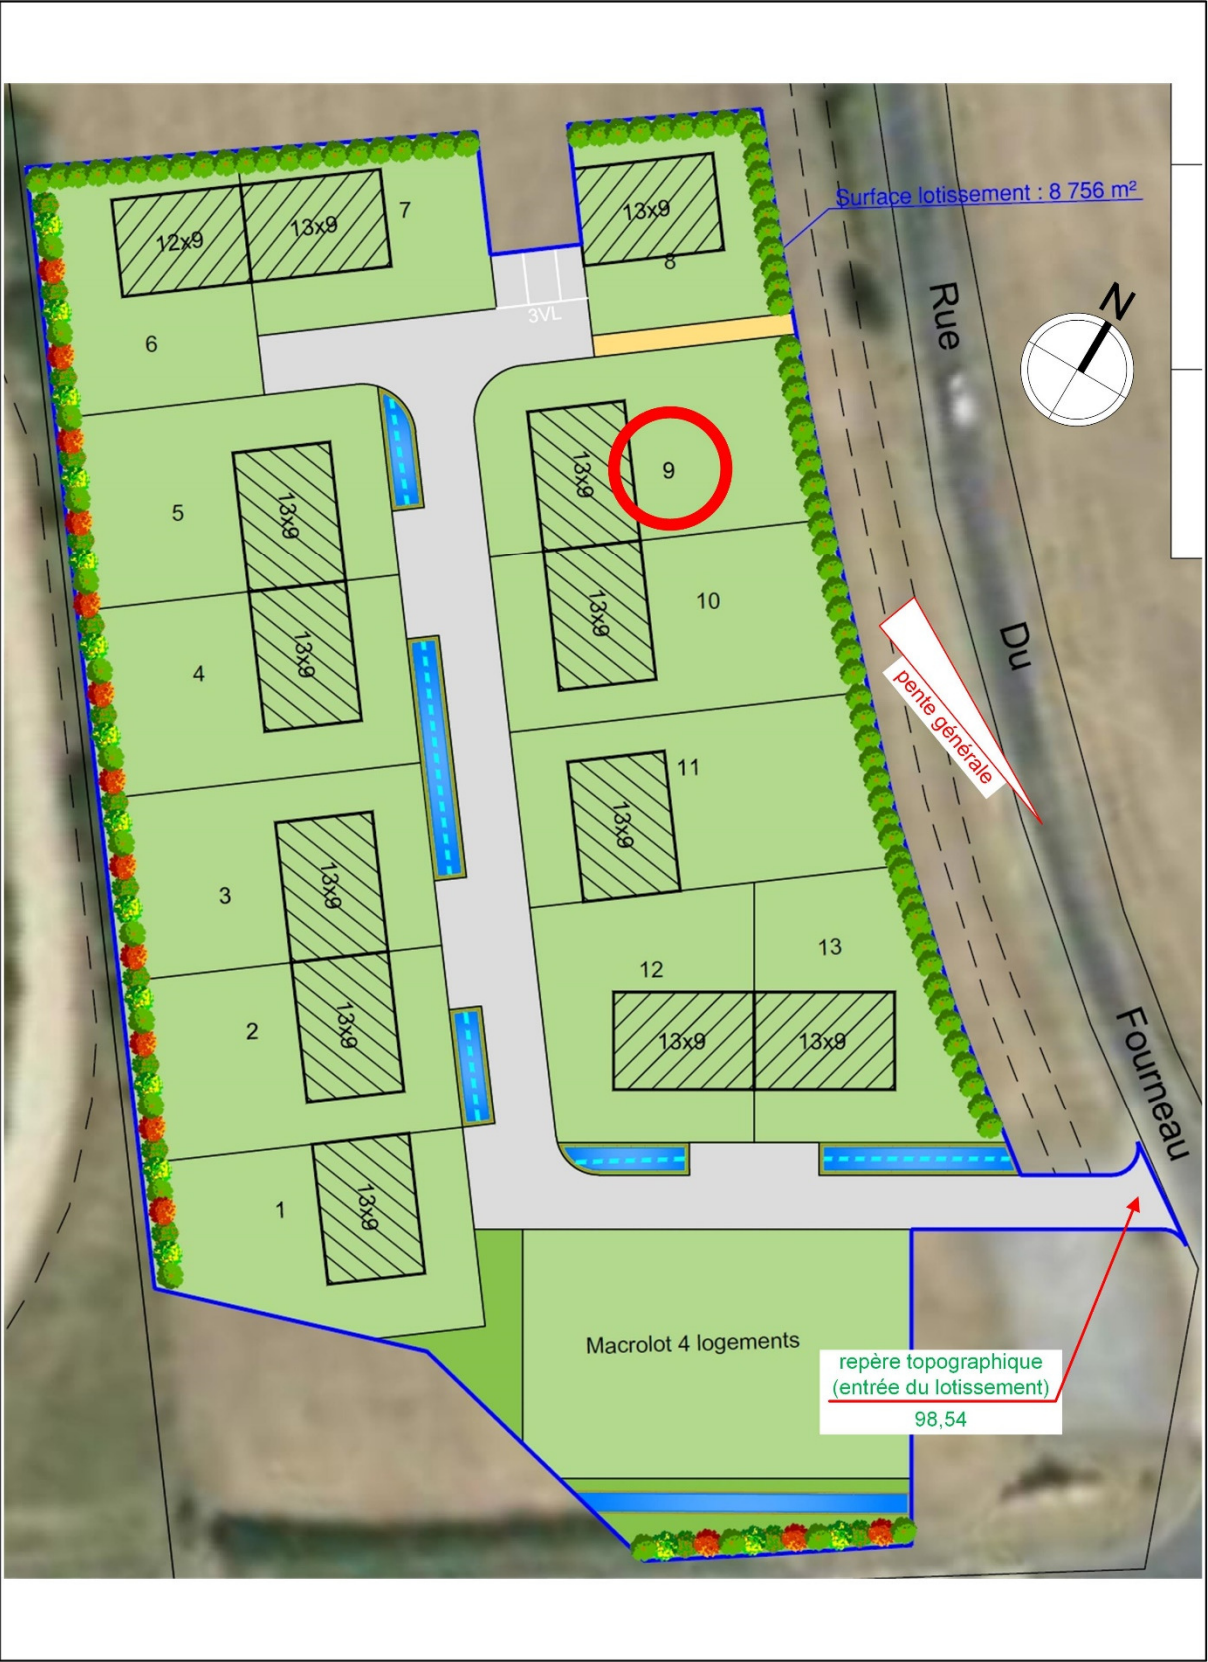 7
13x9
12x9
13x9
8
Surface lotissement : 8 756 m²
6
3VL
Rue
N
5
13x9
13x9
9
4
13x9
13x9
10
Du
pente générale
3
13x9
13x9
11
2
13x9
12
13
13x9
13x9
Fourneau
1
13x9
Macrolot 4 logements
repère topographique
(entrée du lotissement)
98,54